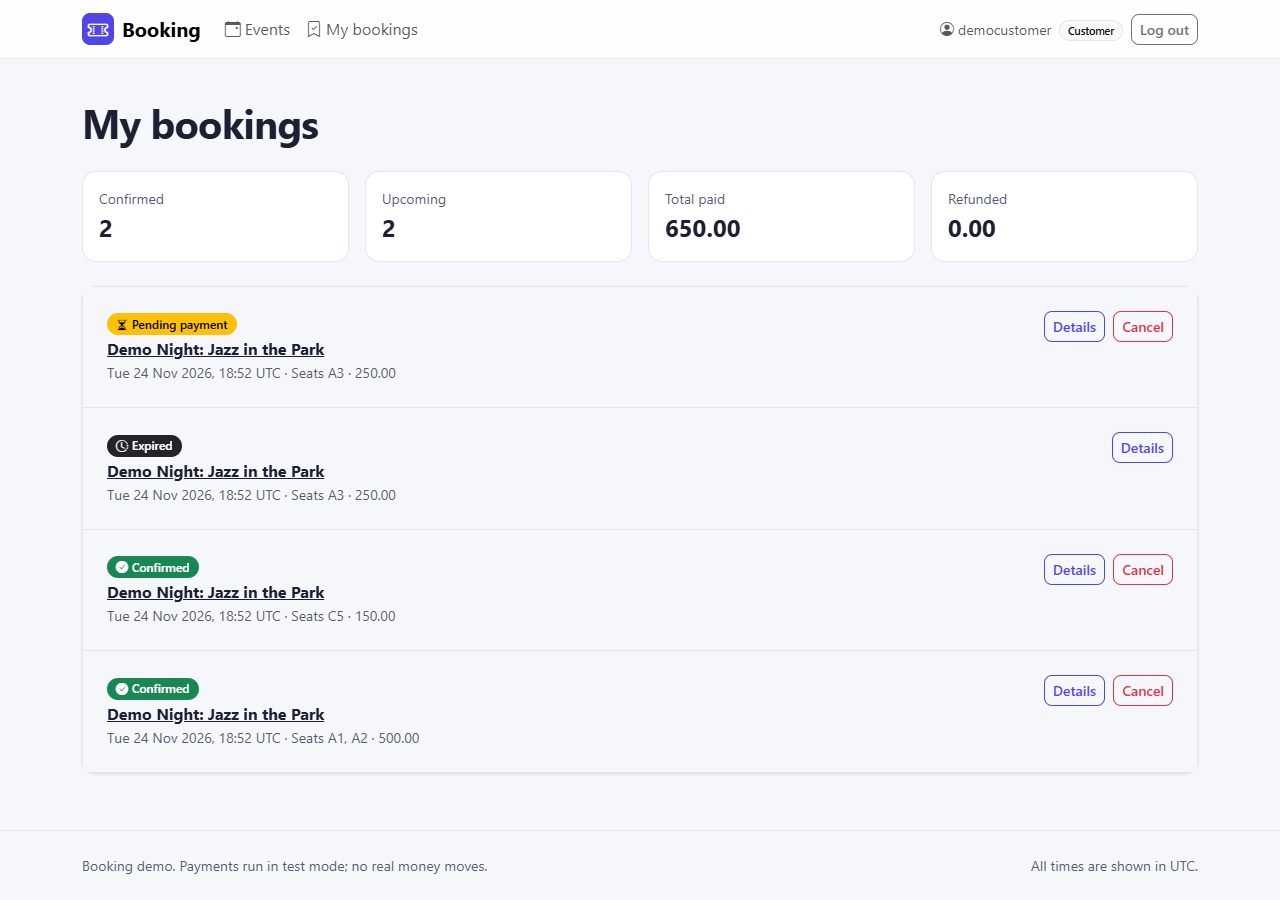 Booking Events My bookings democustomer Customer Log out
My bookings
Confirmed Upcoming Total paid Refunded
2 2 650.00 0.00
Pending payment Details Cancel
Demo Night: Jazz in the Park
Tue 24 Nov 2026, 18:52 UTC · Seats A3 · 250.00
Expired Details
Demo Night: Jazz in the Park
Tue 24 Nov 2026, 18:52 UTC · Seats A3 · 250.00
Confirmed Details Cancel
Demo Night: Jazz in the Park
Tue 24 Nov 2026, 18:52 UTC · Seats C5 · 150.00
Confirmed Details Cancel
Demo Night: Jazz in the Park
Tue 24 Nov 2026, 18:52 UTC · Seats A1, A2 · 500.00
Booking demo. Payments run in test mode; no real money moves. All times are shown in UTC.